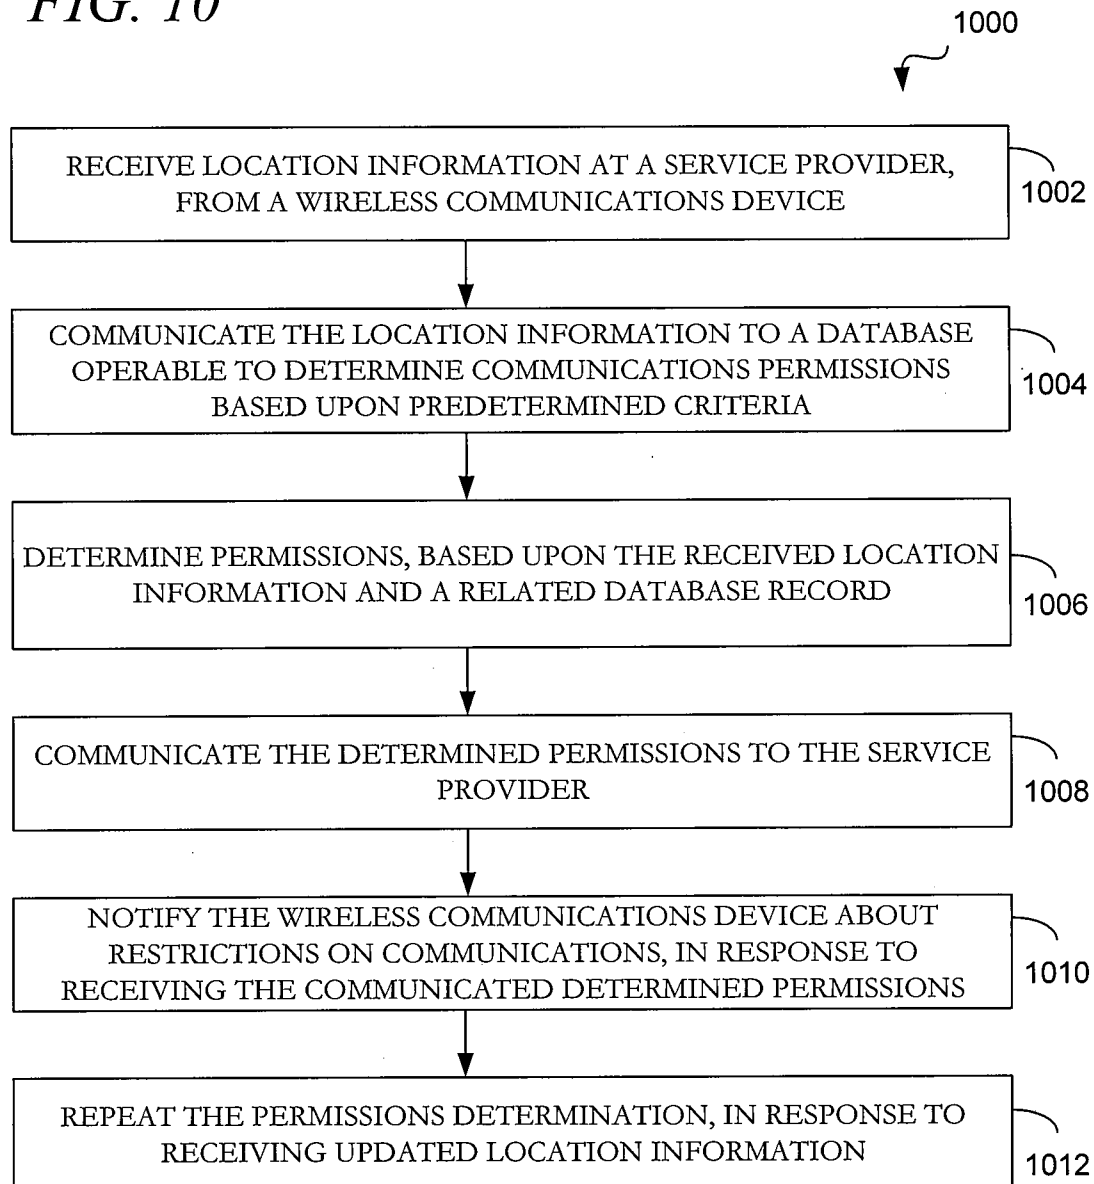 FIG. 10
1000
RECEIVE LOCATION INFORMATION AT A SERVICE PROVIDER,
FROM A WIRELESS COMMUNICATIONS DEVICE
1002
COMMUNICATE THE LOCATION INFORMATION TO A DATABASE
OPERABLE TO DETERMINE COMMUNICATIONS PERMISSIONS
BASED UPON PREDETERMINED CRITERIA
1004
DETERMINE PERMISSIONS, BASED UPON THE RECEIVED LOCATION
INFORMATION AND A RELATED DATABASE RECORD
1006
COMMUNICATE THE DETERMINED PERMISSIONS TO THE SERVICE
PROVIDER
1008
NOTIFY THE WIRELESS COMMUNICATIONS DEVICE ABOUT
RESTRICTIONS ON COMMUNICATIONS, IN RESPONSE TO
RECEIVING THE COMMUNICATED DETERMINED PERMISSIONS
1010
REPEAT THE PERMISSIONS DETERMINATION, IN RESPONSE TO
RECEIVING UPDATED LOCATION INFORMATION
1012